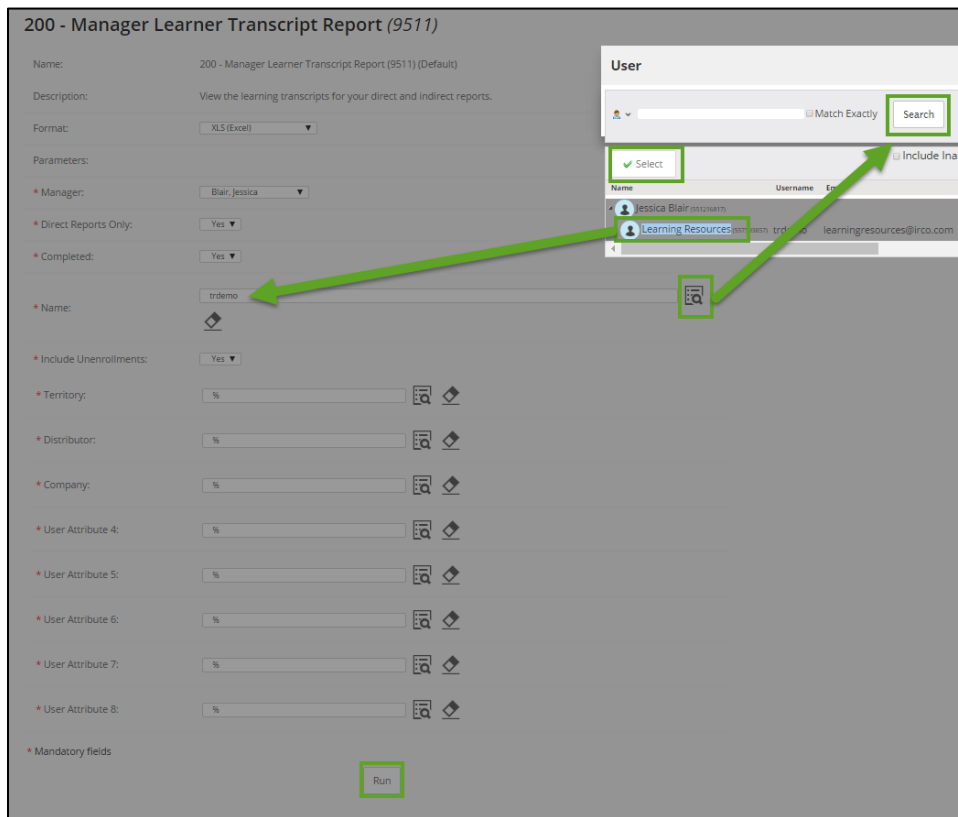 200 - Manager Learner Transcript Report (9511)
Name: 200 - Manager Learner Transcript Report (9511) (Default)
Description: View the learning transcripts for your direct and indirect reports.
Format: XLS (Excel)
Parameters:
* Manager: Blair, Jessica
* Direct Reports Only: Yes
* Completed: Yes
* Name: trdemo
* Include Unenrollments: Yes
* Territory: %
* Distributor: %
* Company: %
* User Attribute 4: %
* User Attribute 5: %
* User Attribute 6: %
* User Attribute 7: %
* User Attribute 8: %
* Mandatory fields
Run
User
Match Exactly Search
Select Include Ina
Name Username
Jessica Blair
Learning Resources learningresources@irco.com